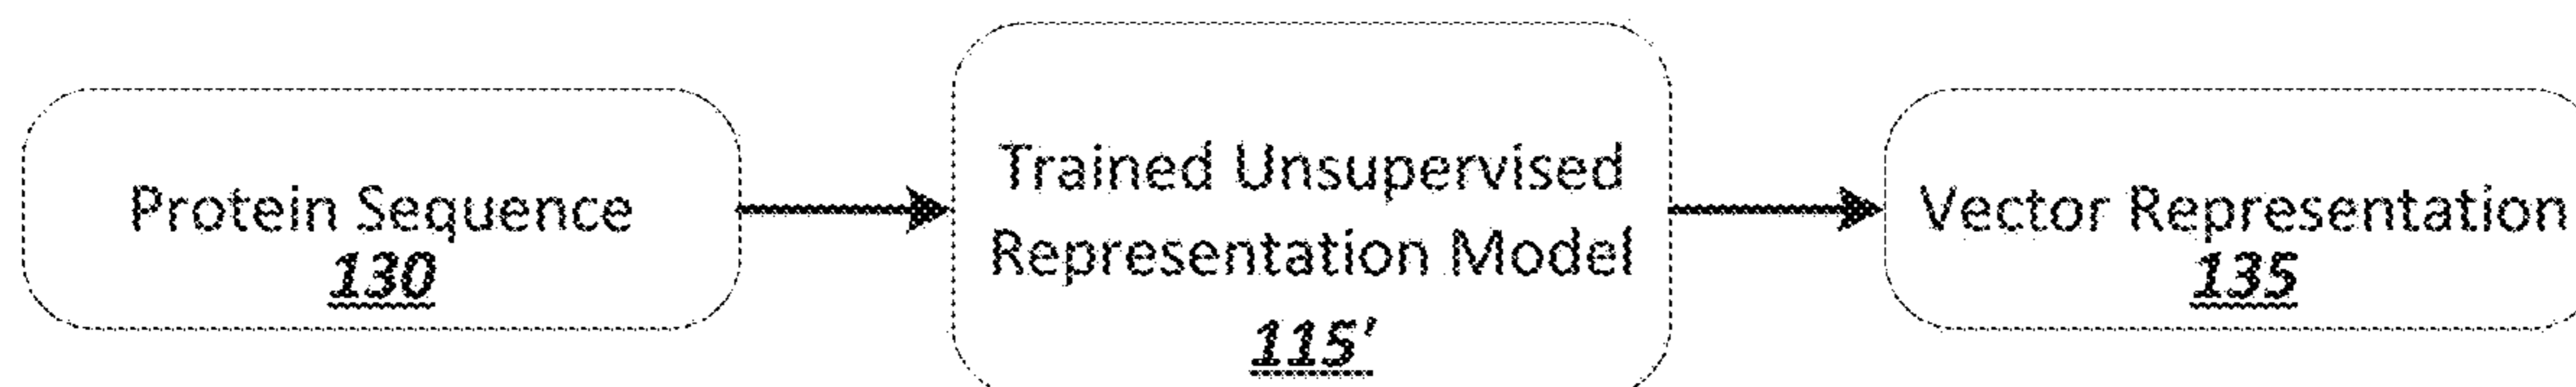 Protein Sequence
130
Trained Unsupervised
Representation Model
115'
Vector Representation
135